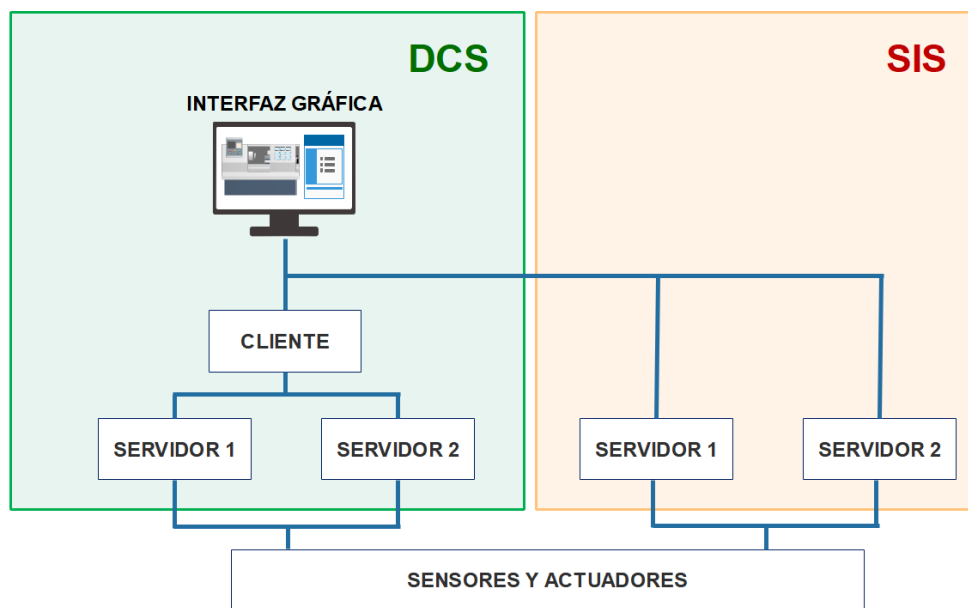 DCS
SIS
INTERFAZ GRÁFICA
CLIENTE
SERVIDOR 1
SERVIDOR 2
SERVIDOR 1
SERVIDOR 2
SENSORES Y ACTUADORES